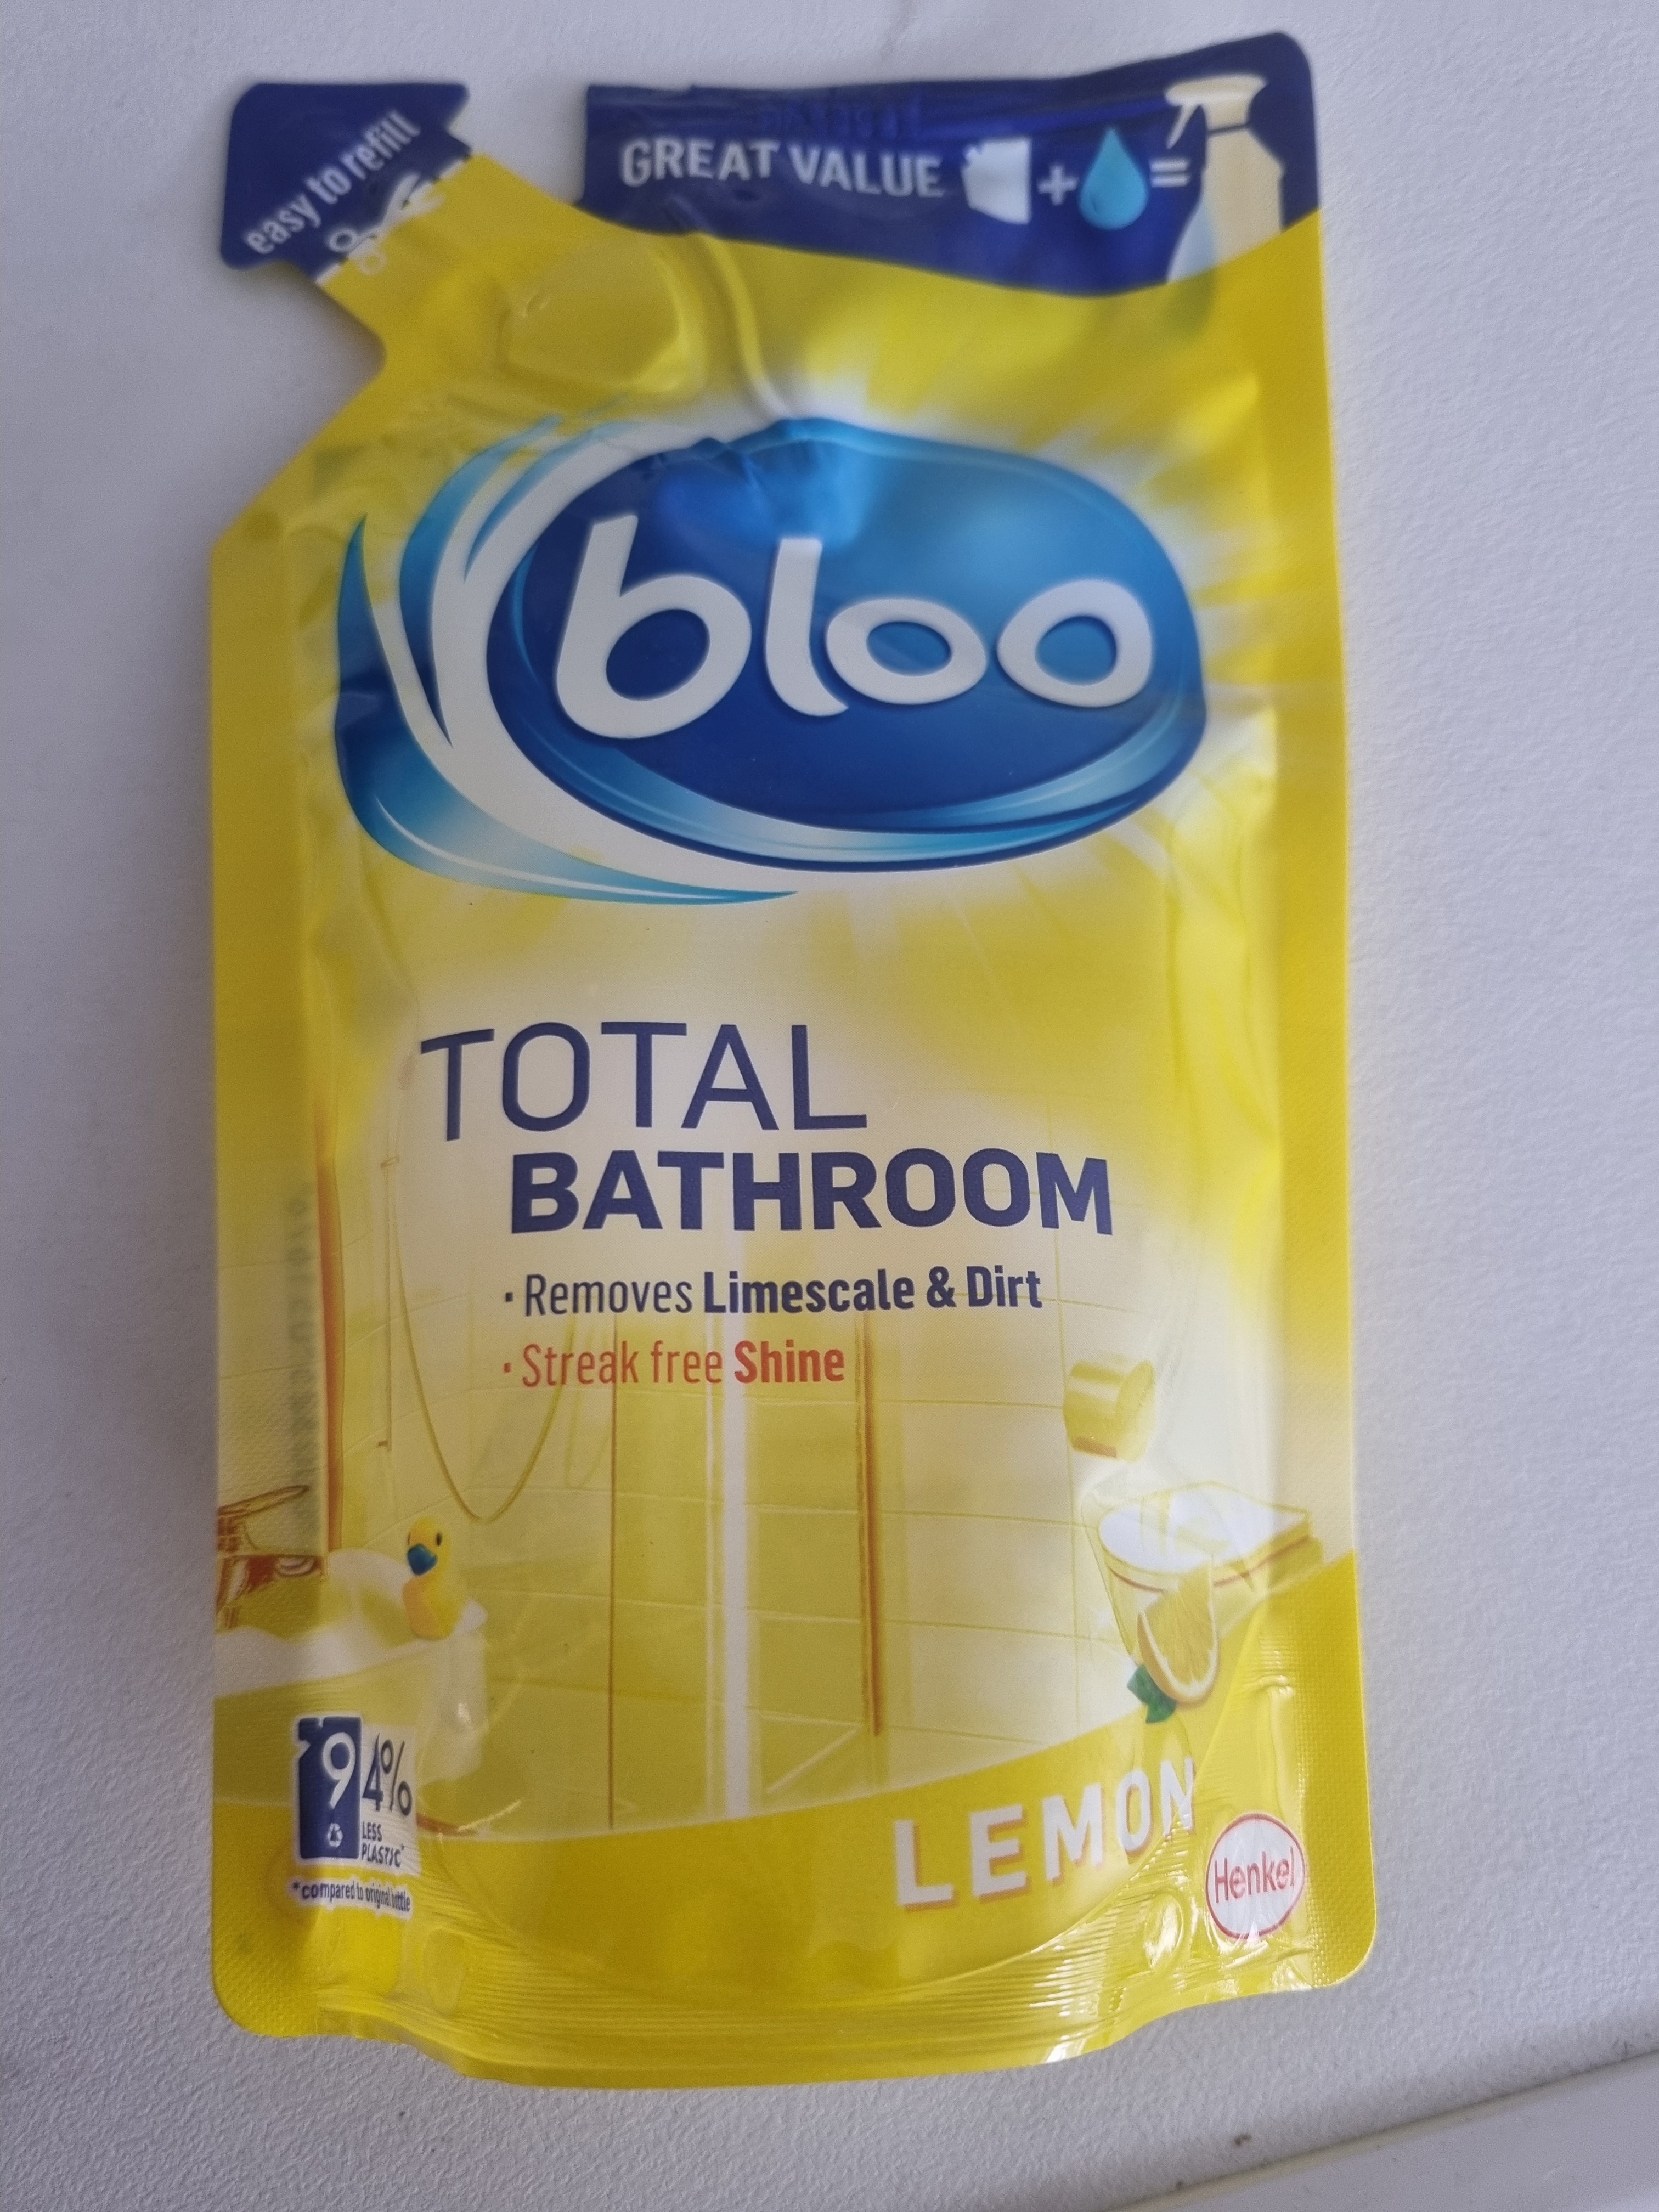 easy to refill
GREAT VALUE + =
bloo
TOTAL
BATHROOM
· Removes Limescale & Dirt
· Streak free Shine
94%
LESS
PLASTIC*
*compared to original bottle
LEMON
Henkel